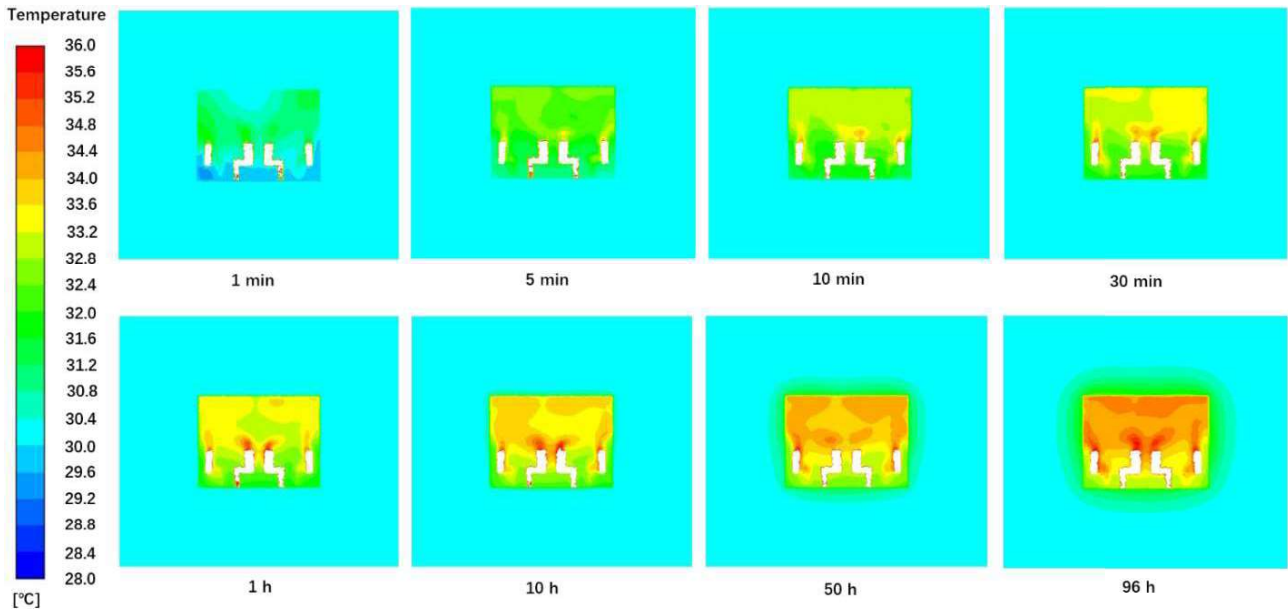 Temperature
36.0
35.6
35.2
34.8
34.4
34.0
33.6
33.2
32.8
32.4
32.0
31.6
31.2
30.8
30.4
30.0
29.6
29.2
28.8
28.4
28.0
[°C]
1 min
5 min
10 min
30 min
1 h
10 h
50 h
96 h